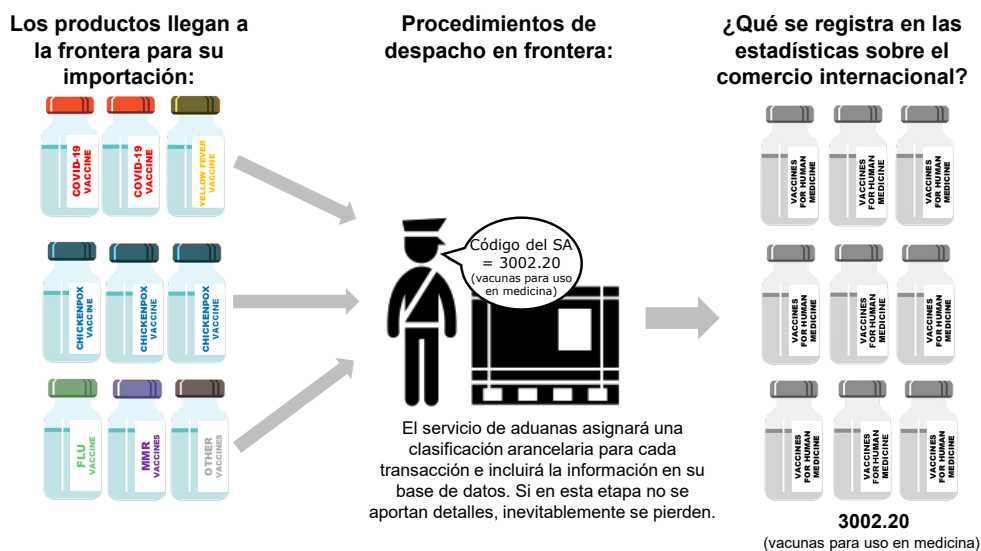 Los productos llegan a
la frontera para su
importación:
Procedimientos de
despacho en frontera:
¿Qué se registra en las
estadísticas sobre el
comercio internacional?
COVID-19
VACCINE
COVID-19
VACCINE
YELLOW FEVER
VACCINE
CHICKENPOX
VACCINE
CHICKENPOX
VACCINE
CHICKENPOX
VACCINE
FLU
VACCINE
MMR
VACCINES
OTHER
VACCINES
Código del SA
= 3002.20
(vacunas para uso
en medicina)
El servicio de aduanas asignará una
clasificación arancelaria para cada
transacción e incluirá la información en su
base de datos. Si en esta etapa no se
aportan detalles, inevitablemente se pierden.
VACCINES
FOR HUMAN
MEDICINE
VACCINES
FOR HUMAN
MEDICINE
VACCINES
FOR HUMAN
MEDICINE
VACCINES
FOR HUMAN
MEDICINE
VACCINES
FOR HUMAN
MEDICINE
VACCINES
FOR HUMAN
MEDICINE
VACCINES
FOR HUMAN
MEDICINE
VACCINES
FOR HUMAN
MEDICINE
VACCINES
FOR HUMAN
MEDICINE
3002.20
(vacunas para uso en medicina)